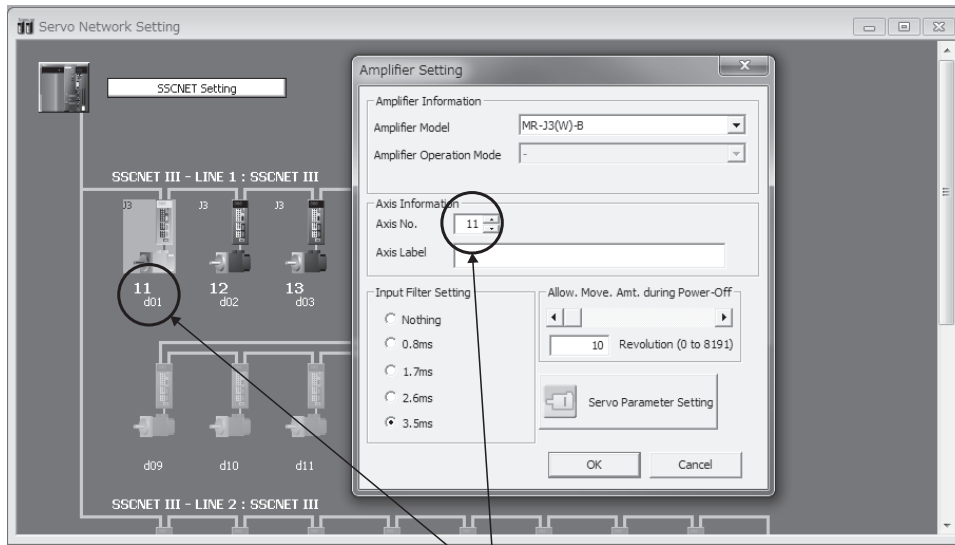 Servo Network Setting
SSCNET Setting
SSCNET III - LINE 1 : SSCNET III
J3
J3
J3
11
d01
12
d02
13
d03
d09
d10
d11
SSCNET III - LINE 2 : SSCNET III
Amplifier Setting
Amplifier Information
Amplifier Model
MR-J3(W)-B
Amplifier Operation Mode
-
Axis Information
Axis No.
11
Axis Label
Input Filter Setting
Nothing
0.8ms
1.7ms
2.6ms
3.5ms
Allow. Move. Amt. during Power-Off
10 Revolution (0 to 8191)
Servo Parameter Setting
OK
Cancel